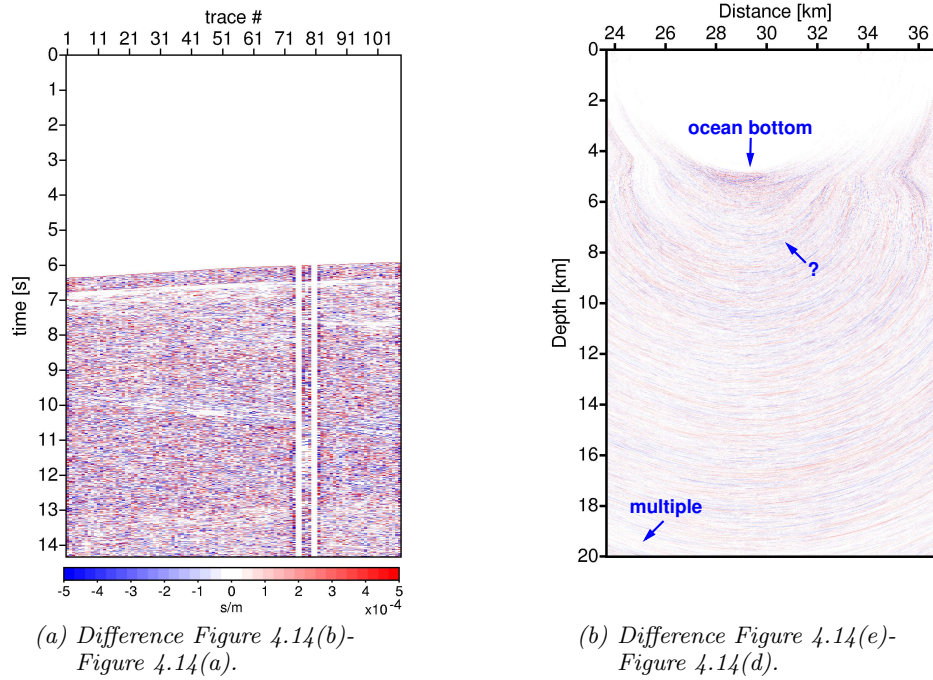 trace #
1 11 21 31 41 51 61 71 81 91 101
0
1
2
3
4
5
6
7
8
9
10
11
12
13
14
time [s]
-5 -4 -3 -2 -1 0 1 2 3 4 5
s/m
x10-4
(a) Difference Figure 4.14(b)-
Figure 4.14(a).
Distance [km]
24 26 28 30 32 34 36
0
2
4
6
8
10
12
14
16
18
20
Depth [km]
ocean bottom
?
multiple
(b) Difference Figure 4.14(e)-
Figure 4.14(d).